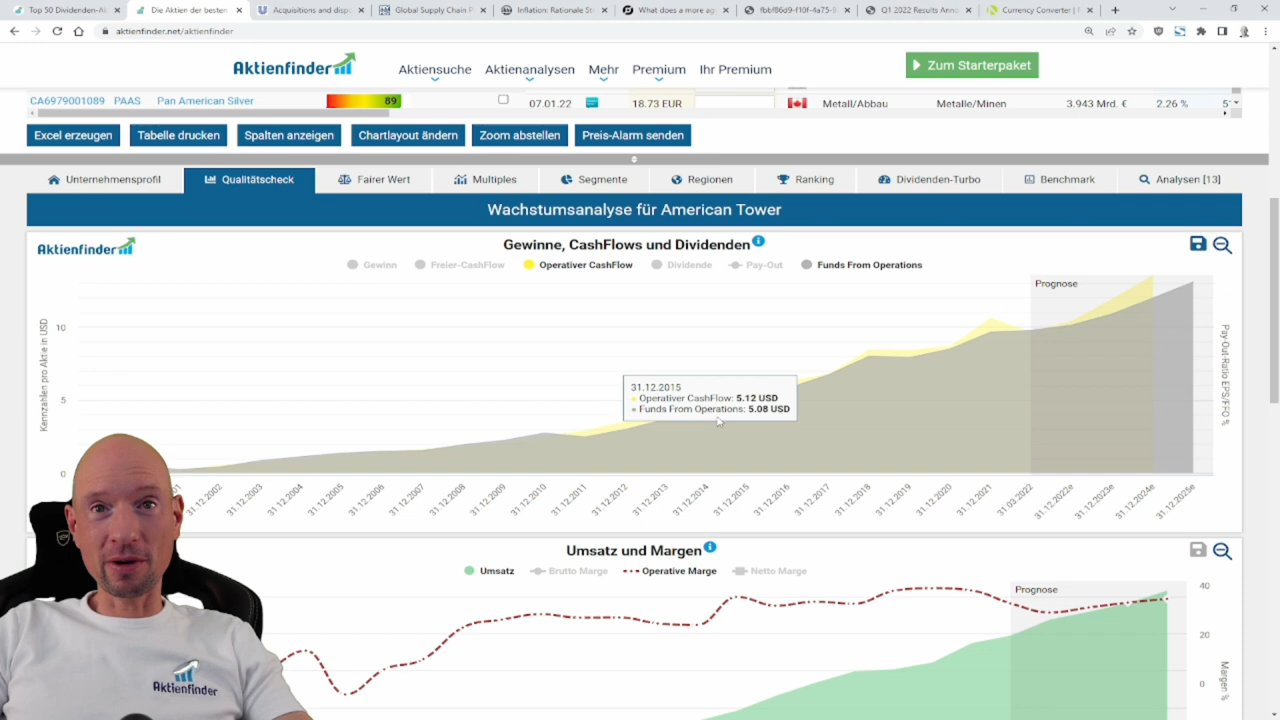 Top 50 Dividenden-Al
Die Aktien der besten
Acquisitions and dispo
Global Supply Chain P
Inflation: Rationale St
What does a more ag
fbbf86d9-f10f-4a75-9
Q1 2022 Results Anno
Currency Converter | F
aktienfinder.net/aktienfinder
Aktienfinder
Aktiensuche
Aktienanalysen
Mehr
Premium
Ihr Premium
Zum Starterpaket
CA6979001089 PAAS Pan American Silver 89 07.01.22 18.73 EUR Metall/Abbau Metalle/Minen 3.943 Mrd. € 2.26 %
Excel erzeugen
Tabelle drucken
Spalten anzeigen
Chartlayout ändern
Zoom abstellen
Preis-Alarm senden
Unternehmensprofil
Qualitätscheck
Fairer Wert
Multiples
Segmente
Regionen
Ranking
Dividenden-Turbo
Benchmark
Analysen [13]
Wachstumsanalyse für American Tower
Aktienfinder
Gewinne, CashFlows und Dividenden
Gewinn
Freier-CashFlow
Operativer CashFlow
Dividende
Pay-Out
Funds From Operations
Prognose
Kennzahlen pro Aktie in USD
10
5
0
Pay-Out-Ratio EPS/FFO %
31.12.2015
Operativer CashFlow: 5.12 USD
Funds From Operations: 5.08 USD
31.12.2002
31.12.2003
31.12.2004
31.12.2005
31.12.2006
31.12.2007
31.12.2008
31.12.2009
31.12.2010
31.12.2012
31.12.2013
31.12.2014
31.12.2015
31.12.2016
31.12.2017
31.12.2018
31.12.2019
31.12.2020
31.12.2021
31.03.2022
31.12.2022e
31.12.2023e
31.12.2024e
31.12.2025e
Umsatz und Margen
Umsatz
Brutto Marge
Operative Marge
Netto Marge
Prognose
40
20
0
Margen %
Aktienfinder